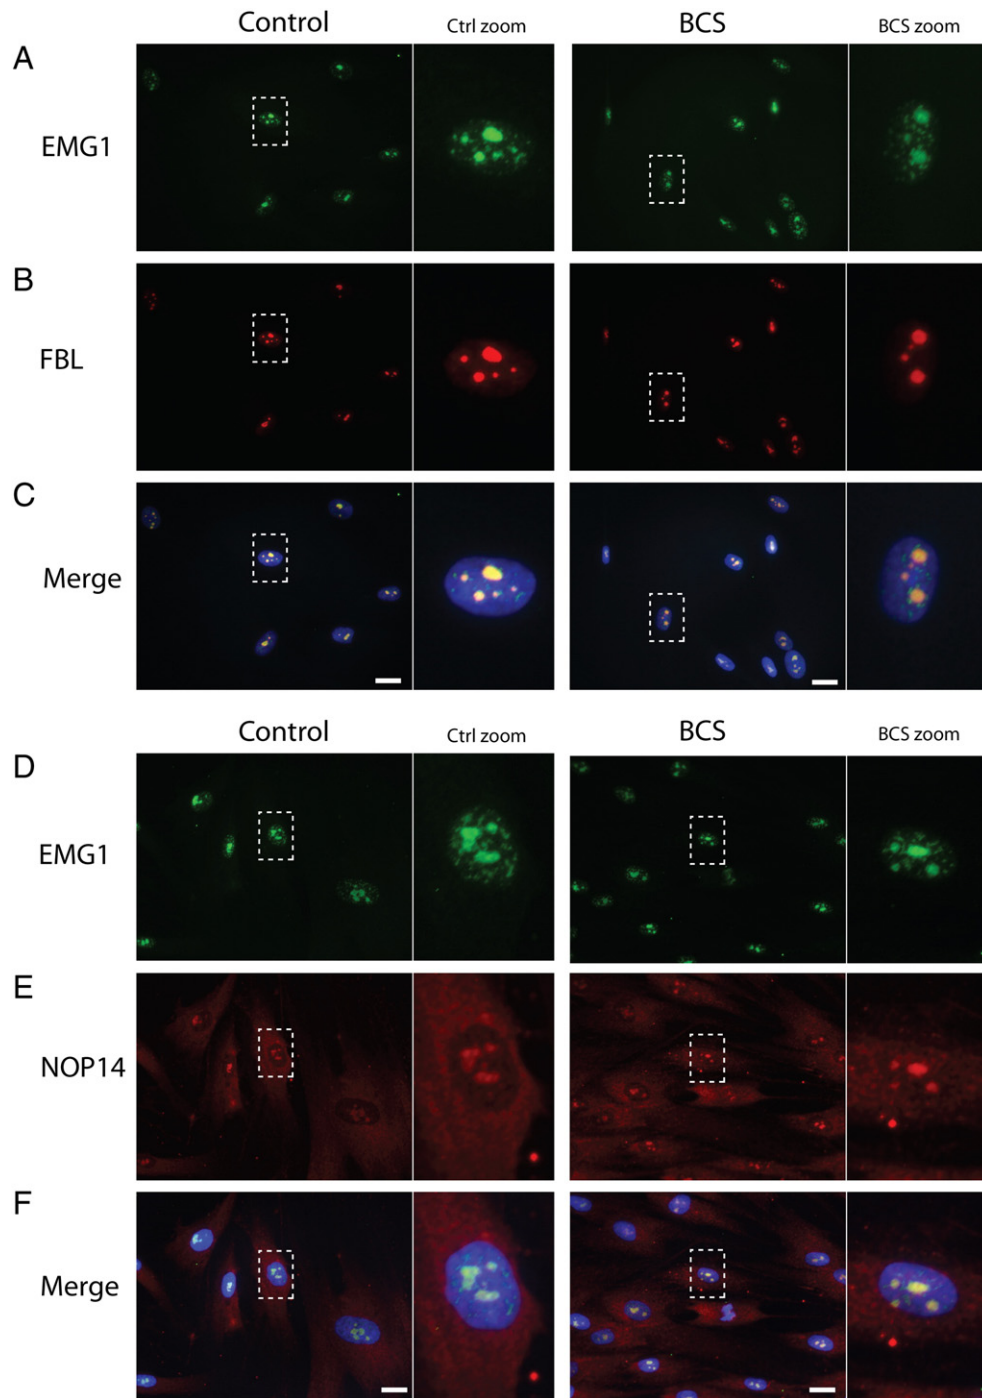 Control Ctrl zoom BCS BCS zoom
A
EMG1
B
FBL
C
Merge
Control Ctrl zoom BCS BCS zoom
D
EMG1
E
NOP14
F
Merge